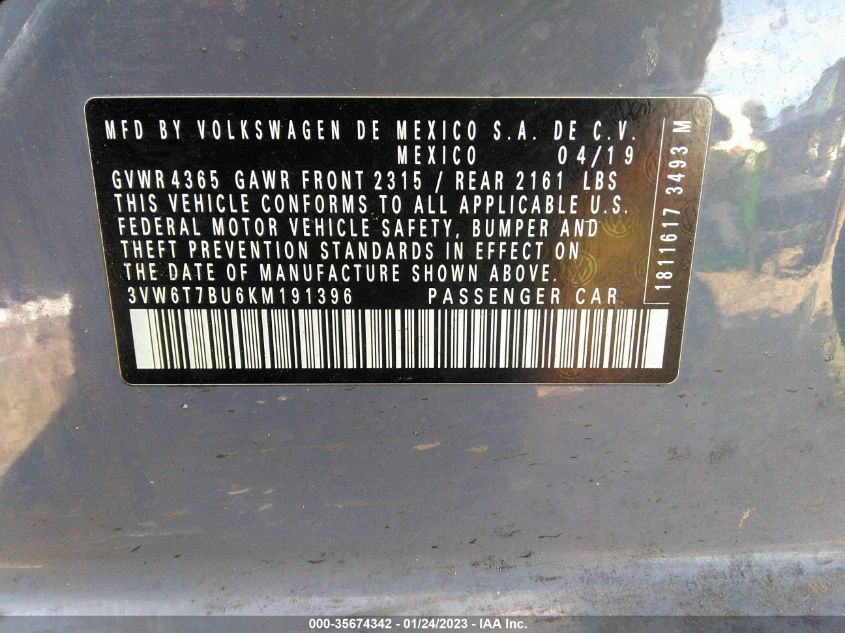 MFD BY VOLKSWAGEN DE MEXICO S.A. DE C.V.
MEXICO 04/19
GVWR 4365 GAWR FRONT 2315 / REAR 2161 LBS
THIS VEHICLE CONFORMS TO ALL APPLICABLE U.S.
FEDERAL MOTOR VEHICLE SAFETY, BUMPER AND
THEFT PREVENTION STANDARDS IN EFFECT ON
THE DATE OF MANUFACTURE SHOWN ABOVE.
3VW6T7BU6KM191396 PASSENGER CAR
1811617 3493 M
000-35674342 - 01/24/2023 - IAA Inc.